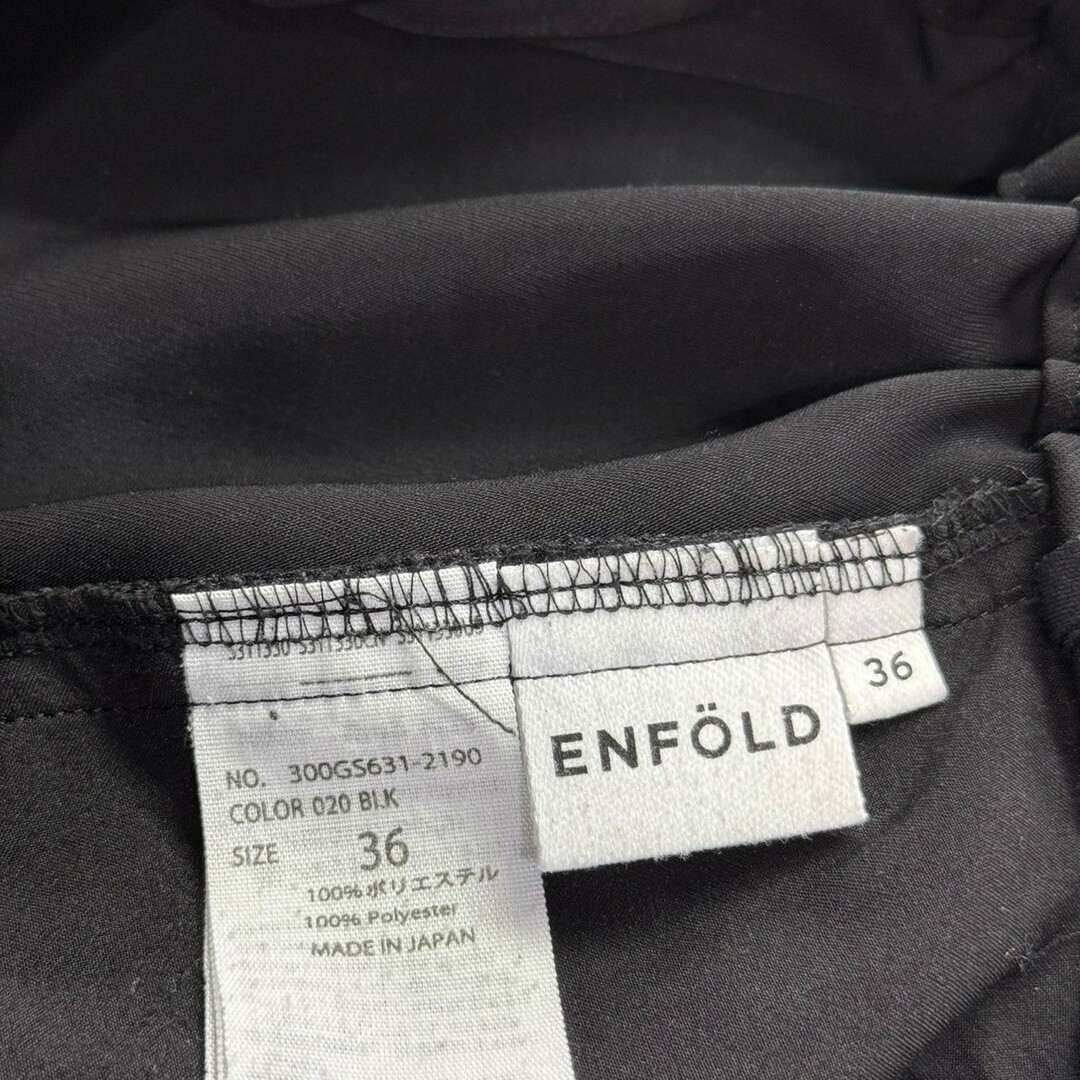 NO. 300GS631-2190
COLOR 020 BLK
SIZE 36
100%ポリエステル
100% Polyester
MADE IN JAPAN
ENFÖLD
36